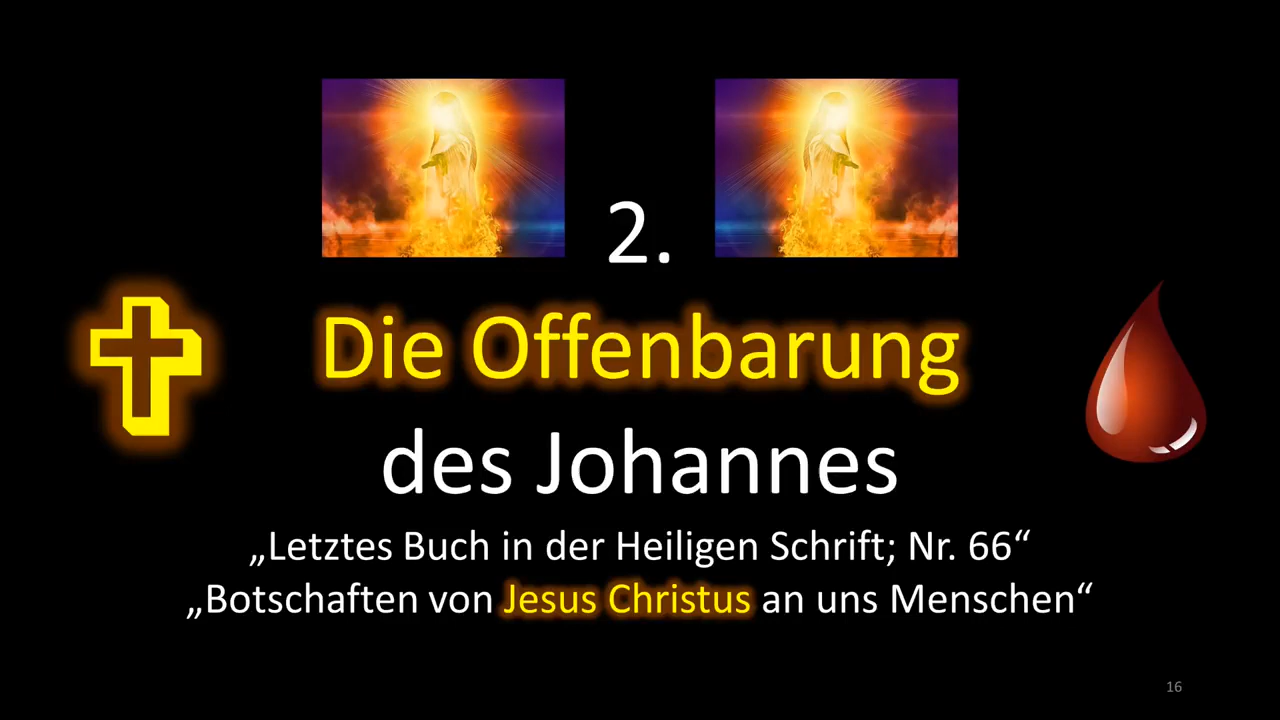 2.
Die Offenbarung
des Johannes
„Letztes Buch in der Heiligen Schrift; Nr. 66“
„Botschaften von Jesus Christus an uns Menschen“
16